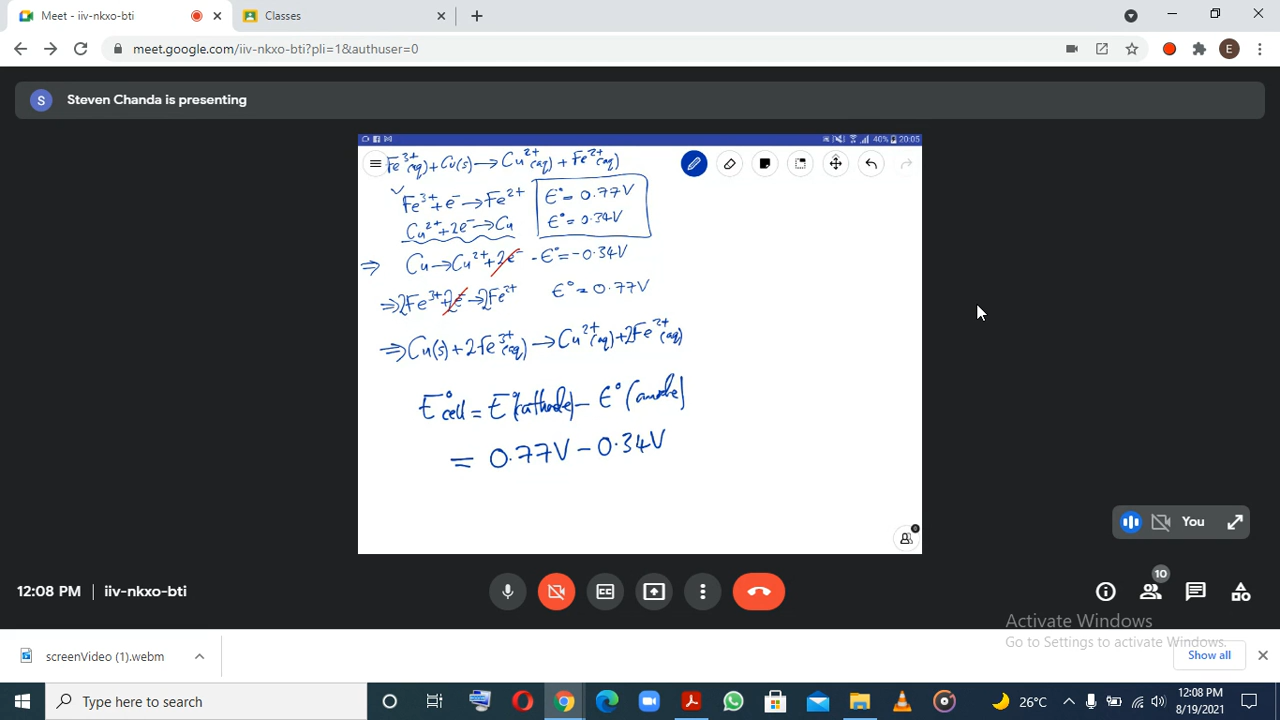 Meet - iiv-nkxo-bti
Classes
meet.google.com/iiv-nkxo-bti?pli=1&authuser=0
E
S Steven Chanda is presenting
40% 20:05
Fe³⁺(aq)+Cu(s)→Cu²⁺(aq)+Fe²⁺(aq)
Fe³⁺+e⁻→Fe²⁺ E°=0.77V
Cu²⁺+2e⁻→Cu E°=0.34V
⇒ Cu→Cu²⁺+2e⁻ -E°=-0.34V
⇒2Fe³⁺+2e⁻→2Fe²⁺ E°=0.77V
⇒Cu(s)+2Fe³⁺(aq)→Cu²⁺(aq)+2Fe²⁺(aq)
E°cell=E°(cathode)-E°(anode)
= 0.77V-0.34V
You
12:08 PM | iiv-nkxo-bti
CC
10
Activate Windows
Go to Settings to activate Windows.
screenVideo (1).webm
Show all
Type here to search
26°C
12:08 PM
8/19/2021